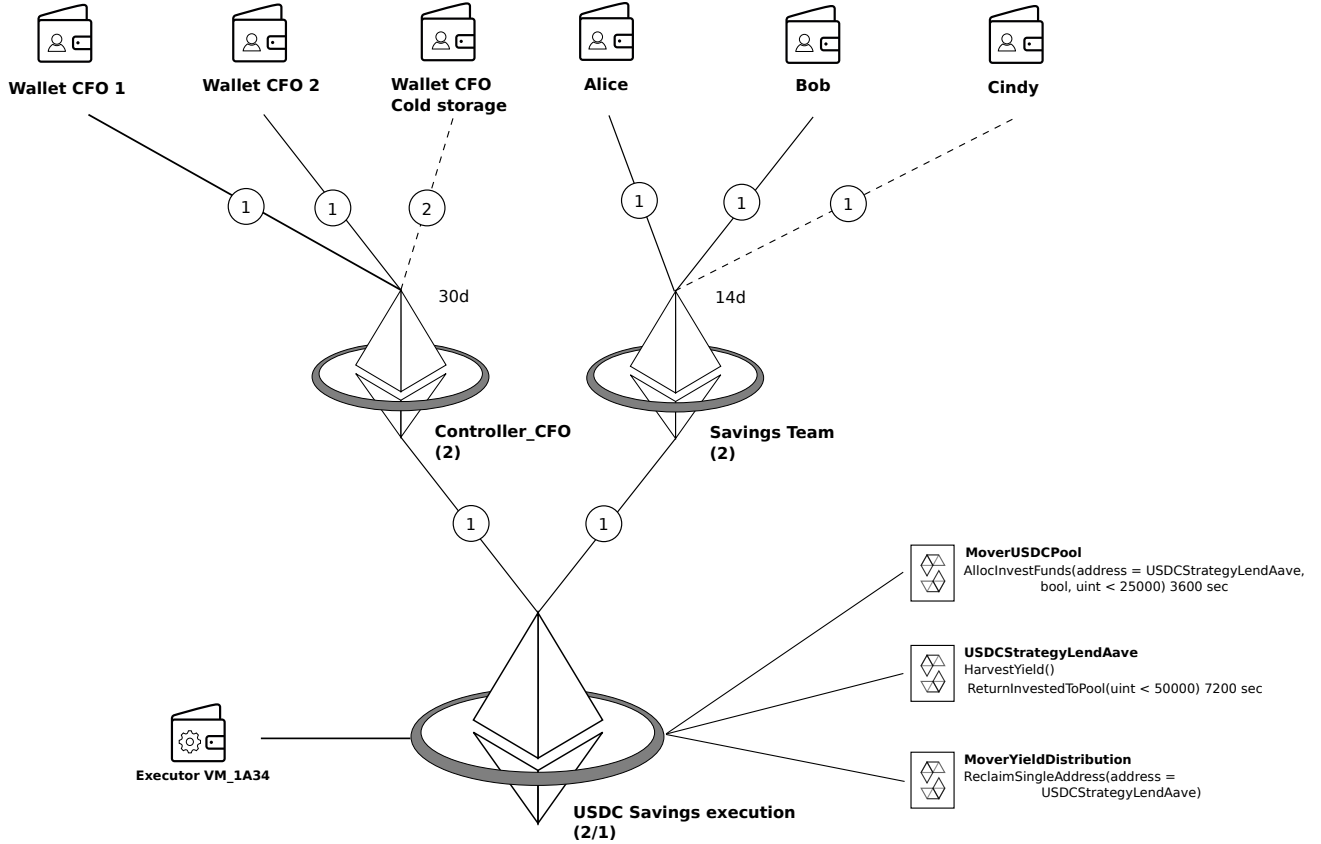 Wallet CFO 1
Wallet CFO 2
Wallet CFO
Cold storage
Alice
Bob
Cindy
1
1
2
1
1
1
30d
14d
Controller_CFO
(2)
Savings Team
(2)
1
1
MoverUSDCPool
AllocInvestFunds(address = USDCStrategyLendAave,
bool, uint < 25000) 3600 sec
USDCStrategyLendAave
HarvestYield()
ReturnInvestedToPool(uint < 50000) 7200 sec
MoverYieldDistribution
ReclaimSingleAddress(address =
USDCStrategyLendAave)
Executor VM_1A34
USDC Savings execution
(2/1)